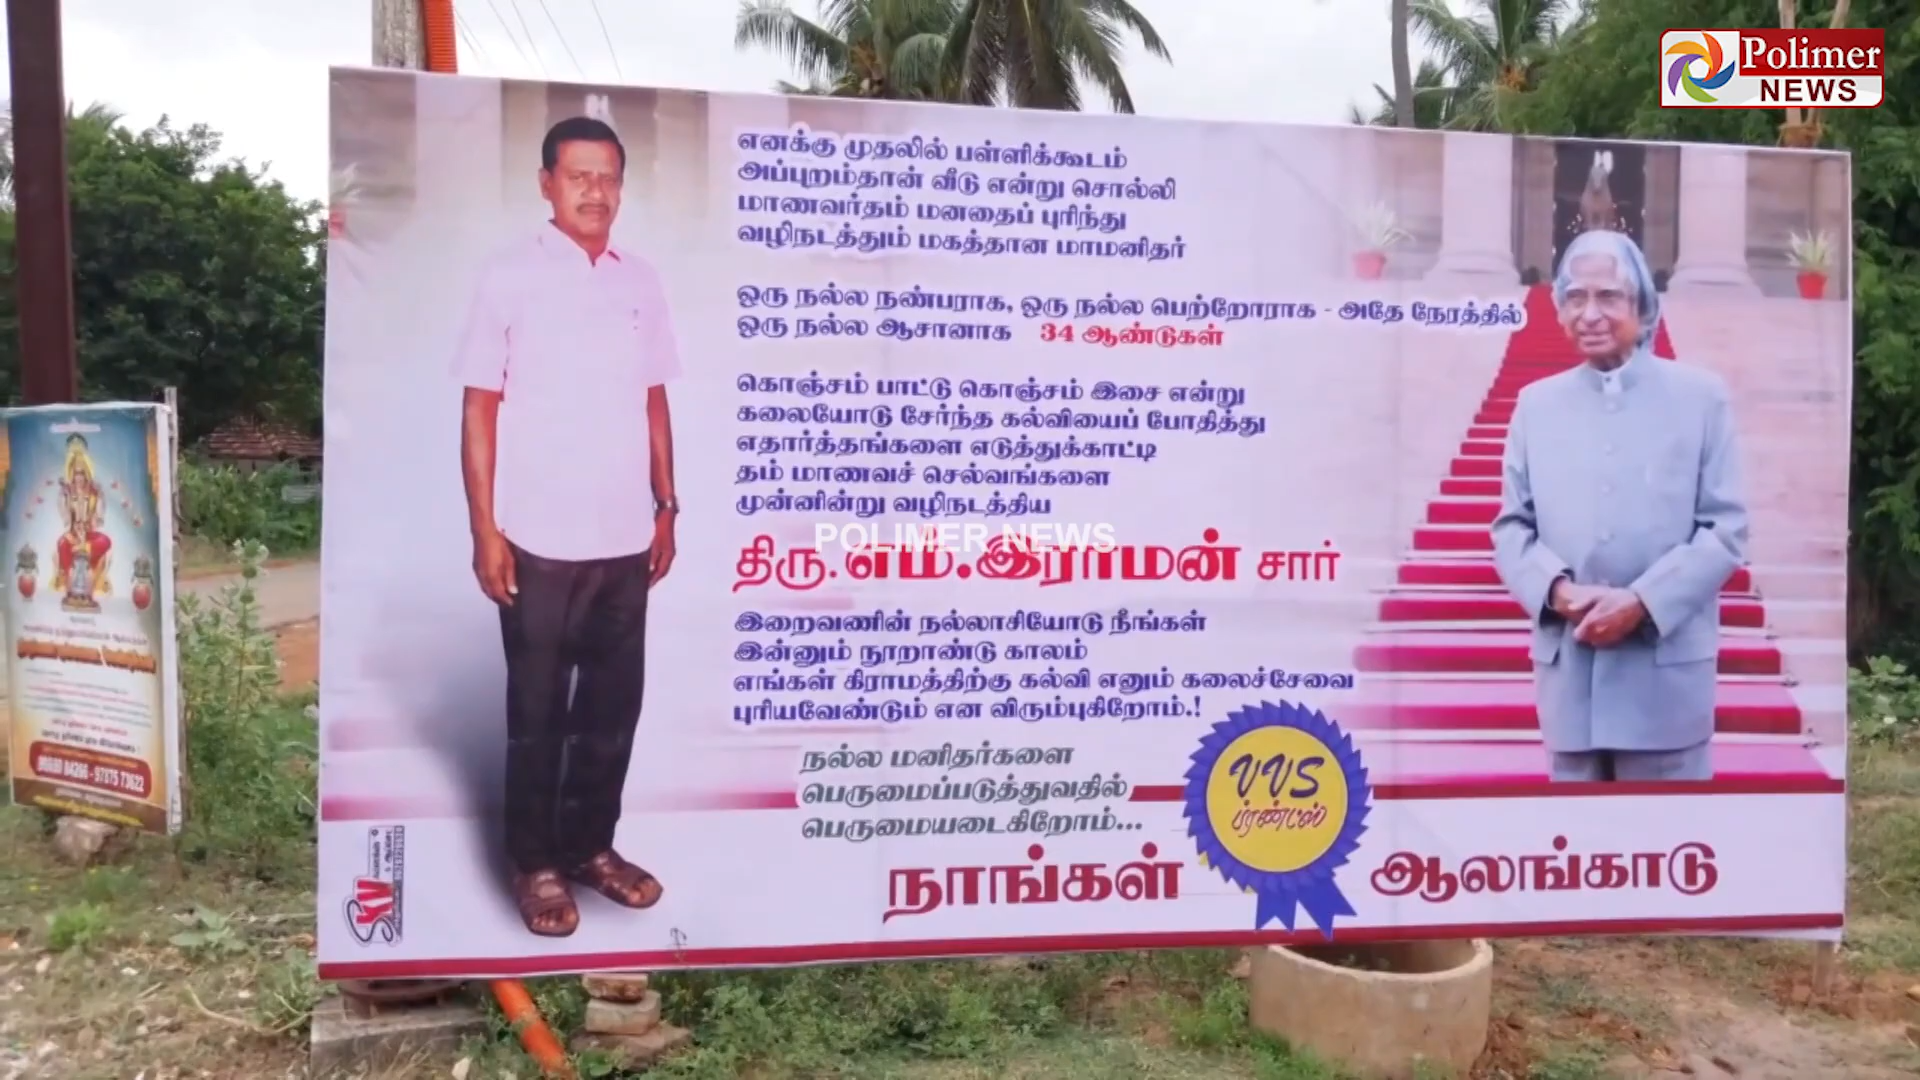 Polimer
NEWS
எனக்கு முதலில் பள்ளிக்கூடம்
அப்புறம்தான் வீடு என்று சொல்லி
மாணவர்தம் மனதைப் புரிந்து
வழிநடத்தும் மகத்தான மாமனிதர்
ஒரு நல்ல நண்பராக, ஒரு நல்ல பெற்றோராக - அதே நேரத்தில்
ஒரு நல்ல ஆசானாக 34 ஆண்டுகள்
கொஞ்சம் பாட்டு கொஞ்சம் இசை என்று
கலையோடு சேர்ந்த கல்வியைப் போதித்து
எதார்த்தங்களை எடுத்துக்காட்டி
தம் மாணவச் செல்வங்களை
முன்னின்று வழிநடத்திய
POLIMER NEWS
திரு. எம்.இராமன் சார்
இறைவணின் நல்லாசியோடு நீங்கள்
இன்னும் நூறாண்டு காலம்
எங்கள் கிராமத்திற்கு கல்வி எனும் கலைச்சேவை
புரியவேண்டும் என விரும்புகிறோம்.!
நல்ல மனிதர்களை
பெருமைப்படுத்துவதில்
பெருமையடைகிறோம்...
VVS
ப்ரண்ட்ஸ்
நாங்கள் ஆலங்காடு
SKV